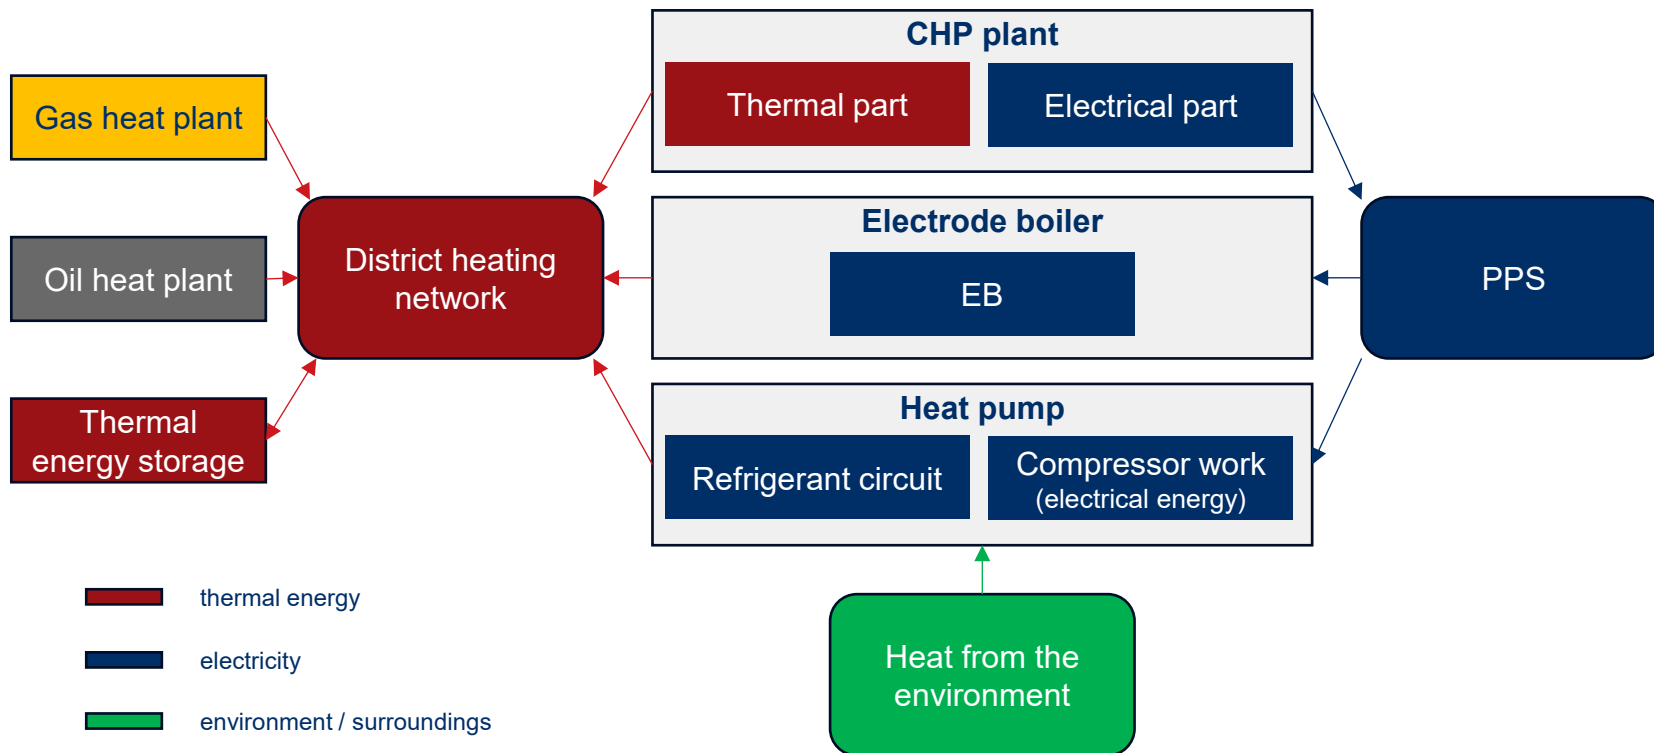 CHP plant
Thermal part
Electrical part
Gas heat plant
Electrode boiler
EB
Oil heat plant
District heating
network
PPS
Heat pump
Refrigerant circuit
Compressor work
(electrical energy)
Thermal
energy storage
thermal energy
electricity
environment / surroundings
Heat from the
environment